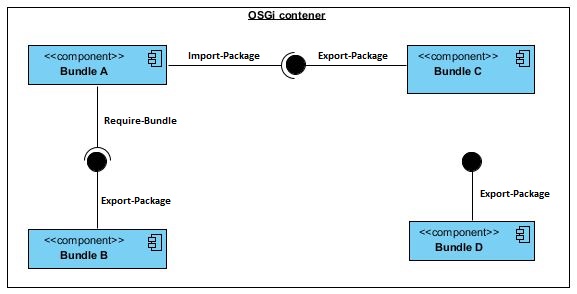 OSGi contener
<<component>>
Bundle A
Import-Package
Export-Package
<<component>>
Bundle C
Require-Bundle
Export-Package
Export-Package
<<component>>
Bundle B
<<component>>
Bundle D